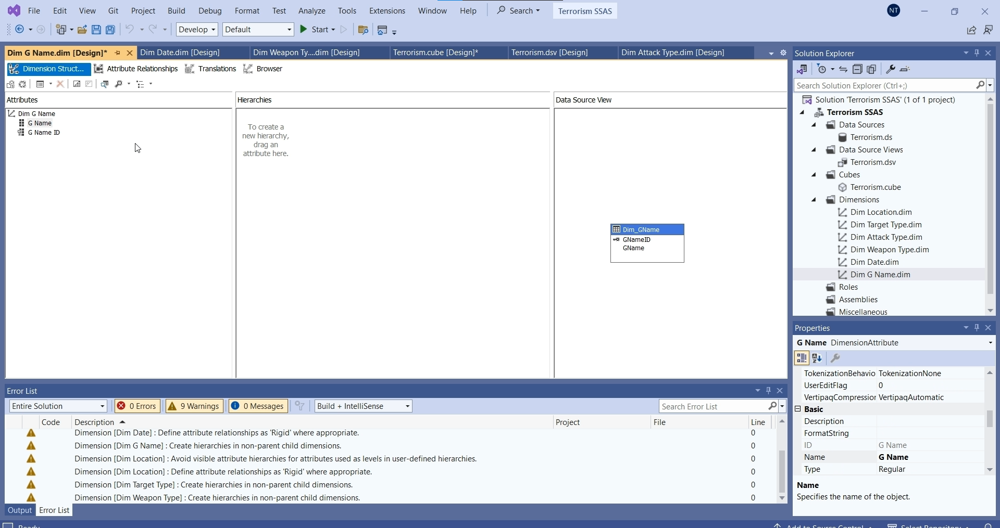 File Edit View Git Project Build Debug Format Test Analyze Tools Extensions Window Help Search Terrorism SSAS NT
Develop Default Start
Dim G Name.dim [Design]* Dim Date.dim [Design] Dim Weapon Ty....dim [Design] Terrorism.cube [Design]* Terrorism.dsv [Design] Dim Attack Type.dim [Design]
Dimension Struct... Attribute Relationships Translations Browser
Attributes
Dim G Name
G Name
G Name ID
Hierarchies
To create a
new hierarchy,
drag an
attribute here.
Data Source View
Dim_GName
GNameID
GName
Solution Explorer
Search Solution Explorer (Ctrl+;)
Solution 'Terrorism SSAS' (1 of 1 project)
Terrorism SSAS
Data Sources
Terrorism.ds
Data Source Views
Terrorism.dsv
Cubes
Terrorism.cube
Dimensions
Dim Location.dim
Dim Target Type.dim
Dim Attack Type.dim
Dim Weapon Type.dim
Dim Date.dim
Dim G Name.dim
Roles
Assemblies
Miscellaneous
Properties
G Name DimensionAttribute
TokenizationBehavio TokenizationNone
UserEditFlag 0
VertipaqCompression VertipaqAutomatic
Basic
Description
FormatString
ID G Name
Name G Name
Type Regular
Name
Specifies the name of the object.
Error List
Entire Solution 0 Errors 9 Warnings 0 Messages Build + IntelliSense Search Error List
Code Description Project File Line
Dimension [Dim Date] : Define attribute relationships as 'Rigid' where appropriate. 0
Dimension [Dim G Name] : Create hierarchies in non-parent child dimensions. 0
Dimension [Dim Location] : Avoid visible attribute hierarchies for attributes used as levels in user-defined hierarchies. 0
Dimension [Dim Location] : Define attribute relationships as 'Rigid' where appropriate. 0
Dimension [Dim Target Type] : Create hierarchies in non-parent child dimensions. 0
Dimension [Dim Weapon Type] : Create hierarchies in non-parent child dimensions. 0
Output Error List
Ready Add to Source Control Select Repository